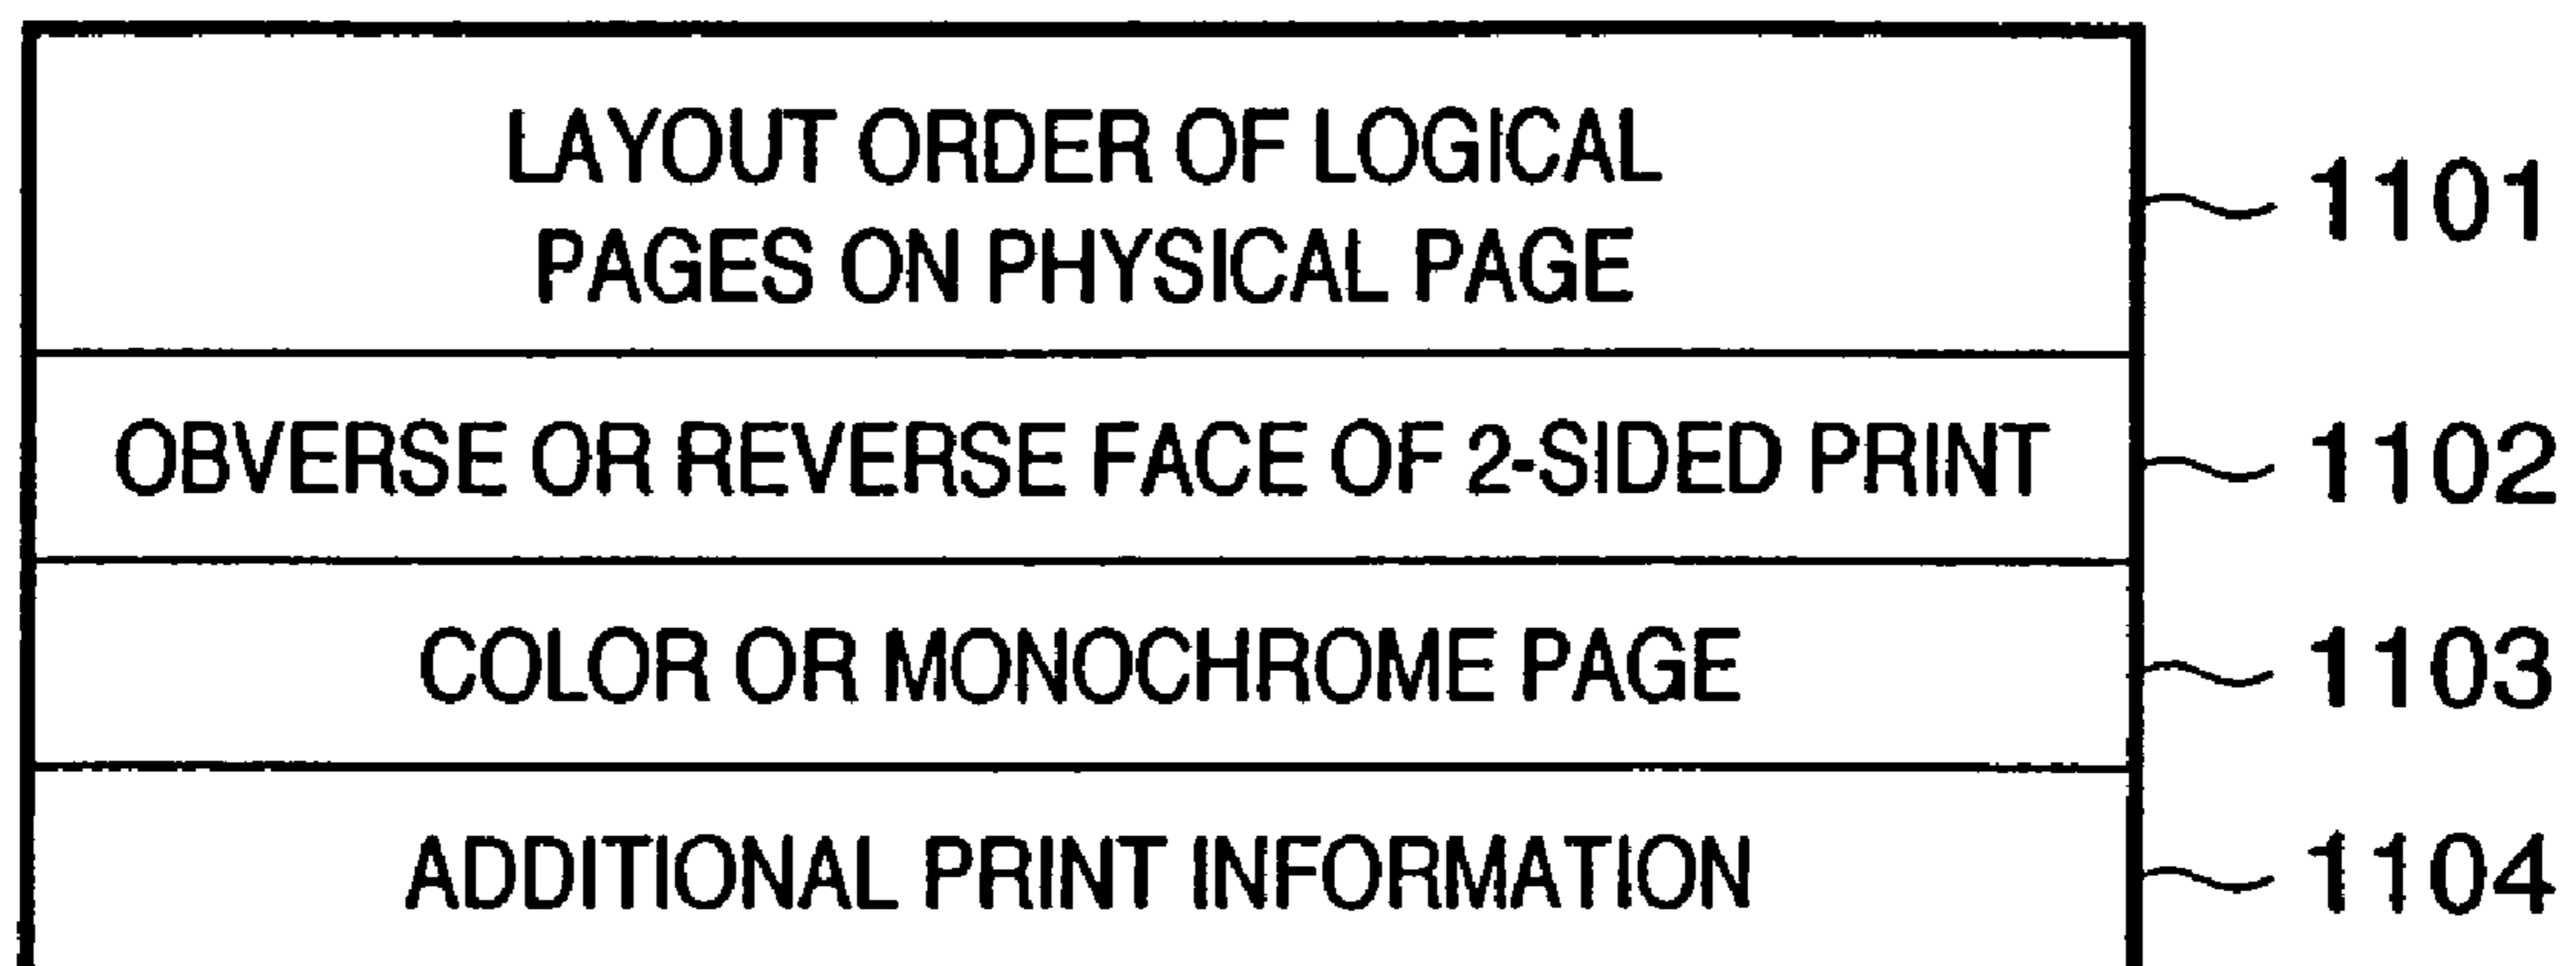 LAYOUT ORDER OF LOGICAL
PAGES ON PHYSICAL PAGE
1101
OBVERSE OR REVERSE FACE OF 2-SIDED PRINT
1102
COLOR OR MONOCHROME PAGE
1103
ADDITIONAL PRINT INFORMATION
1104